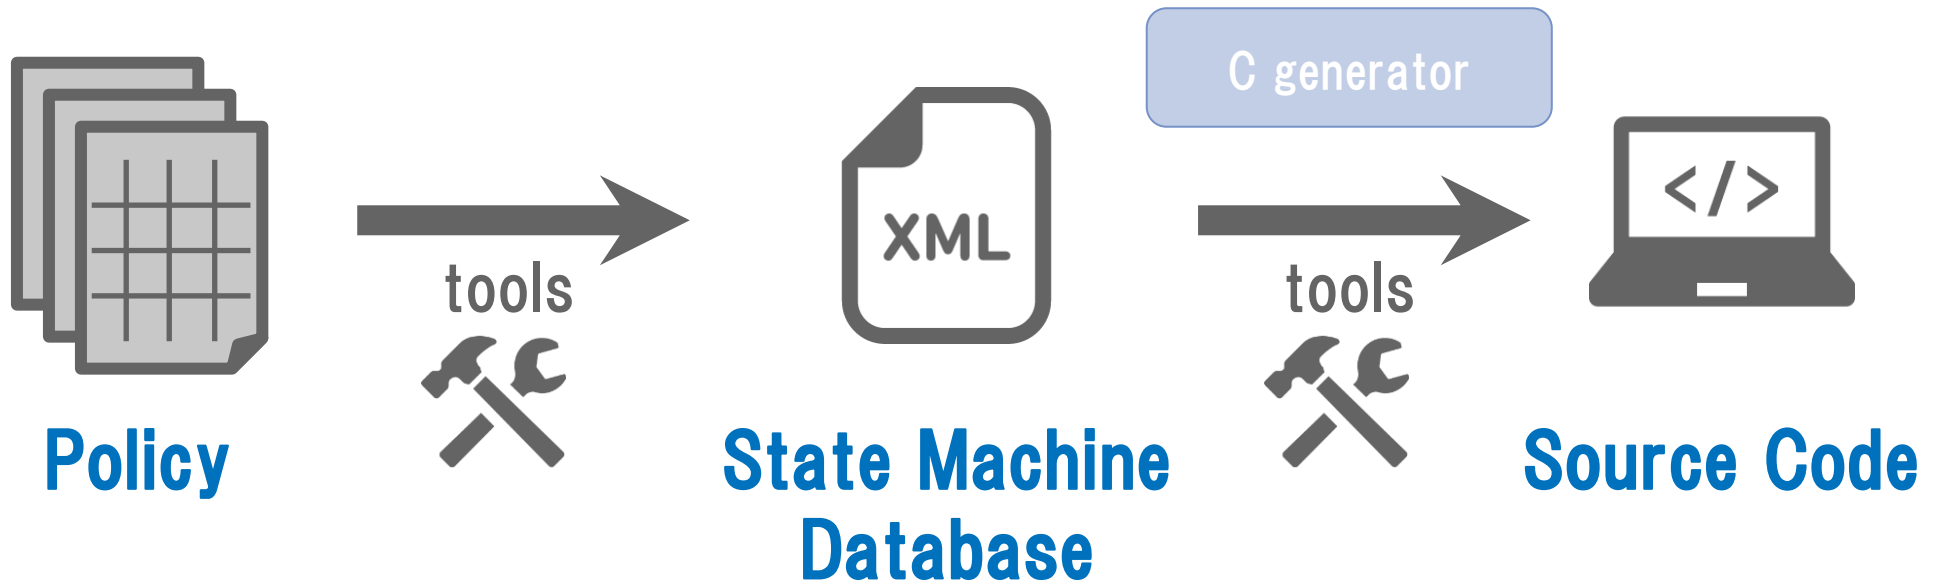 C generator
XML
</>
tools
tools
Policy
State Machine
Database
Source Code